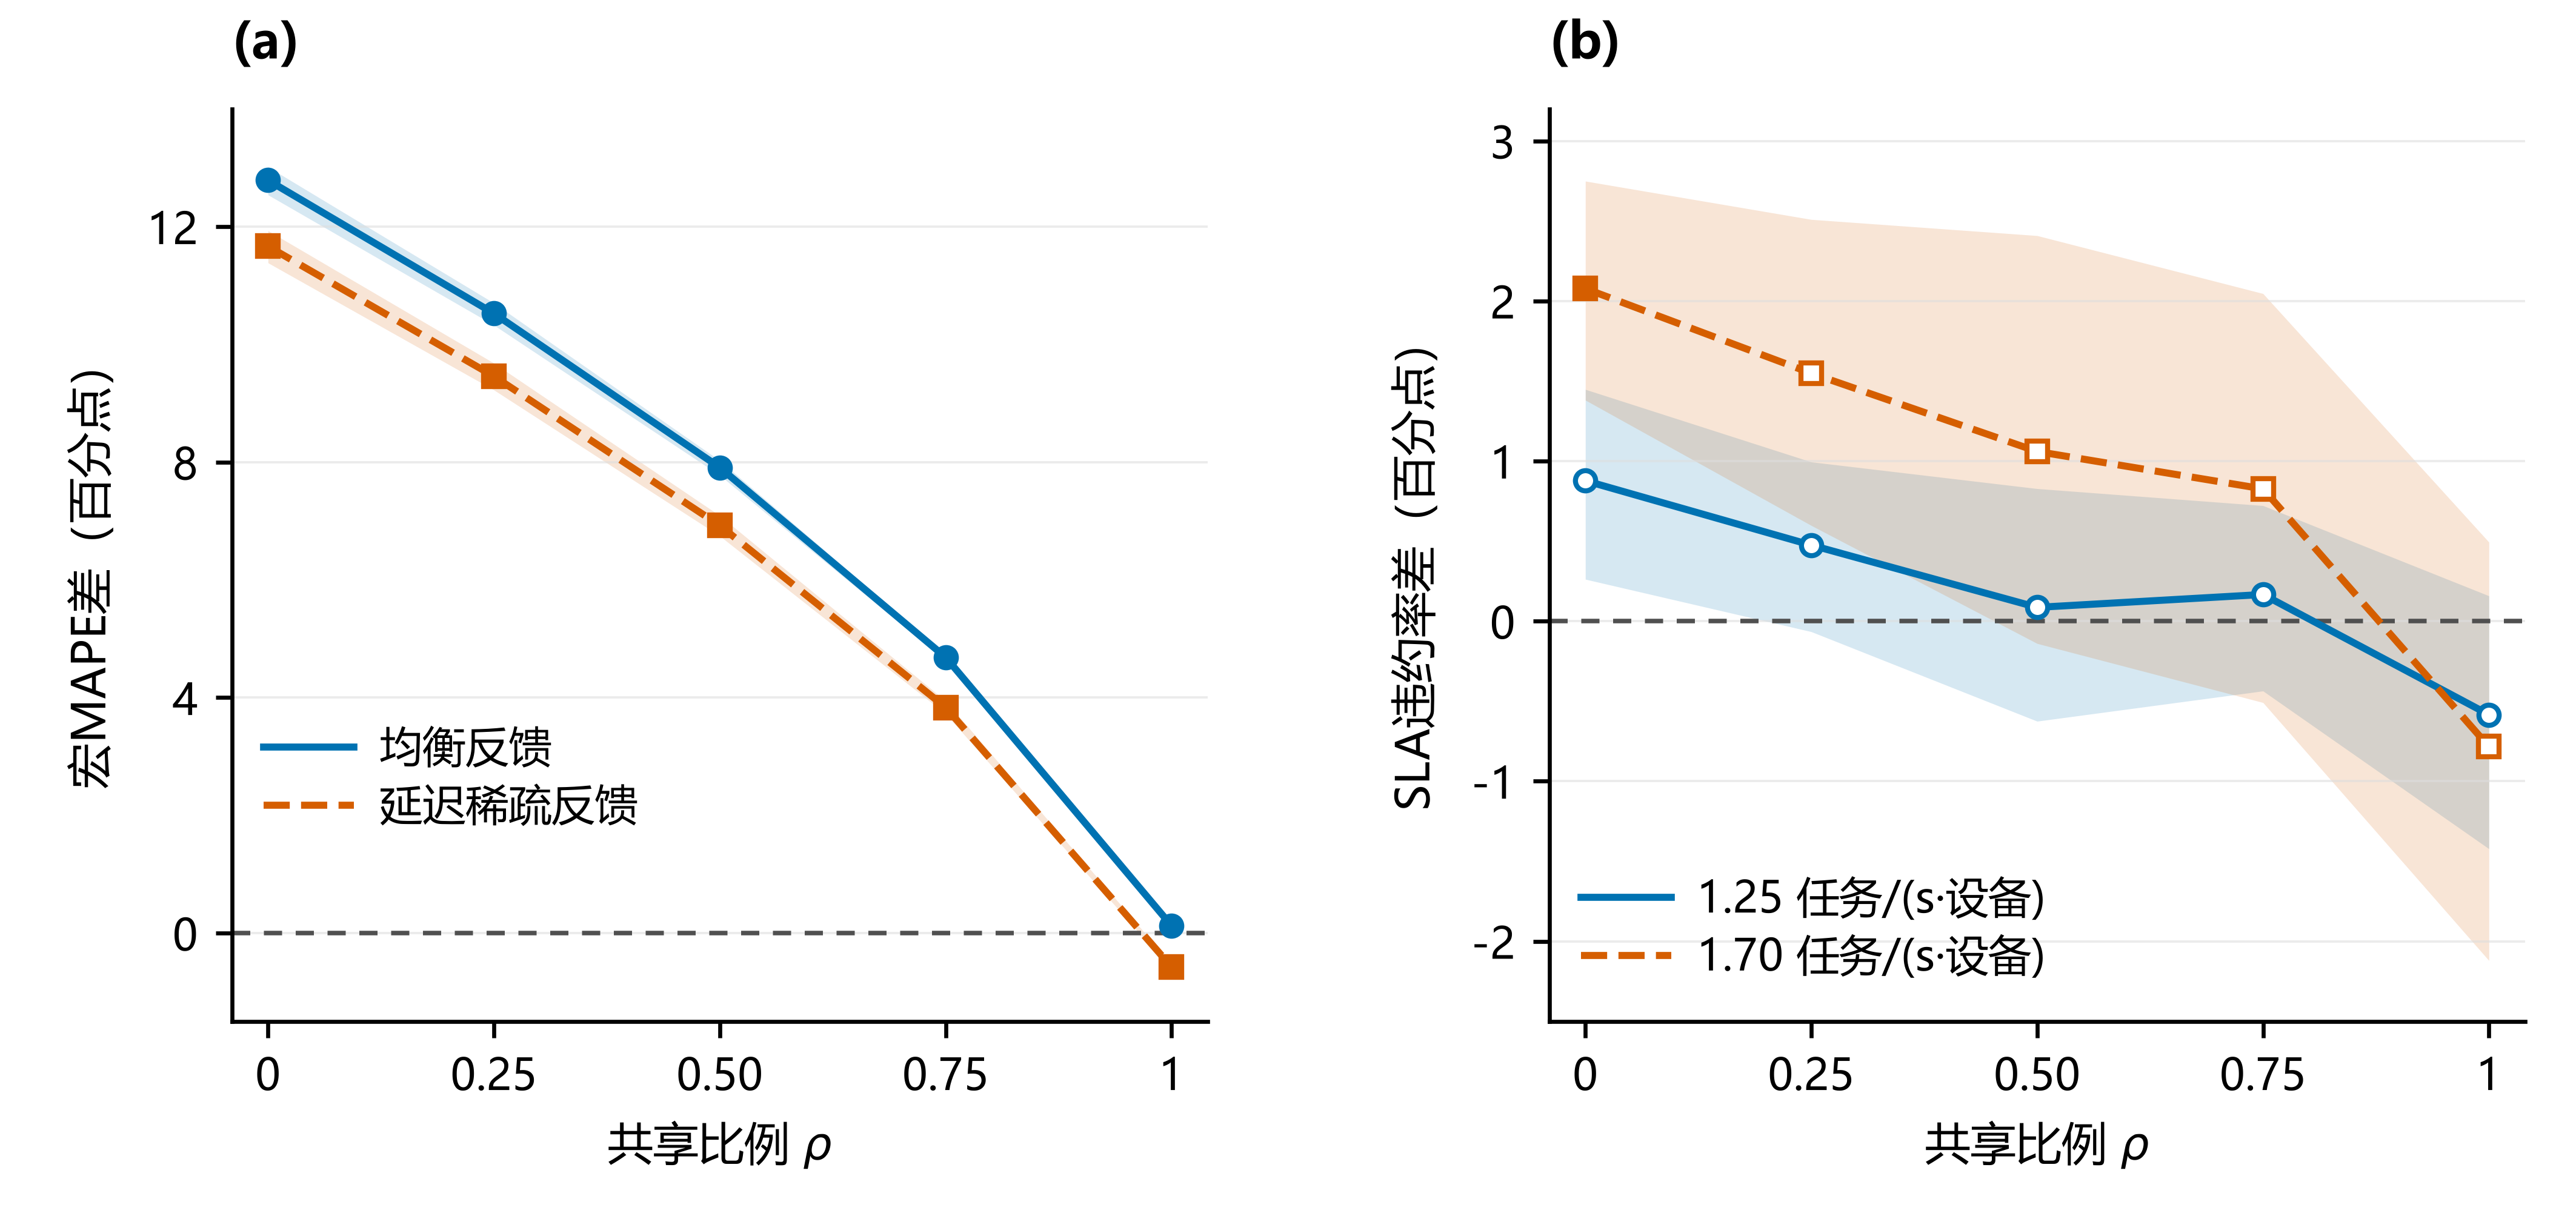 (a)
宏MAPE差（百分点）
12
8
4
0
均衡反馈
延迟稀疏反馈
0 0.25 0.50 0.75 1
共享比例 ρ
(b)
SLA违约率差（百分点）
3
2
1
0
-1
-2
1.25 任务/(s·设备)
1.70 任务/(s·设备)
0 0.25 0.50 0.75 1
共享比例 ρ